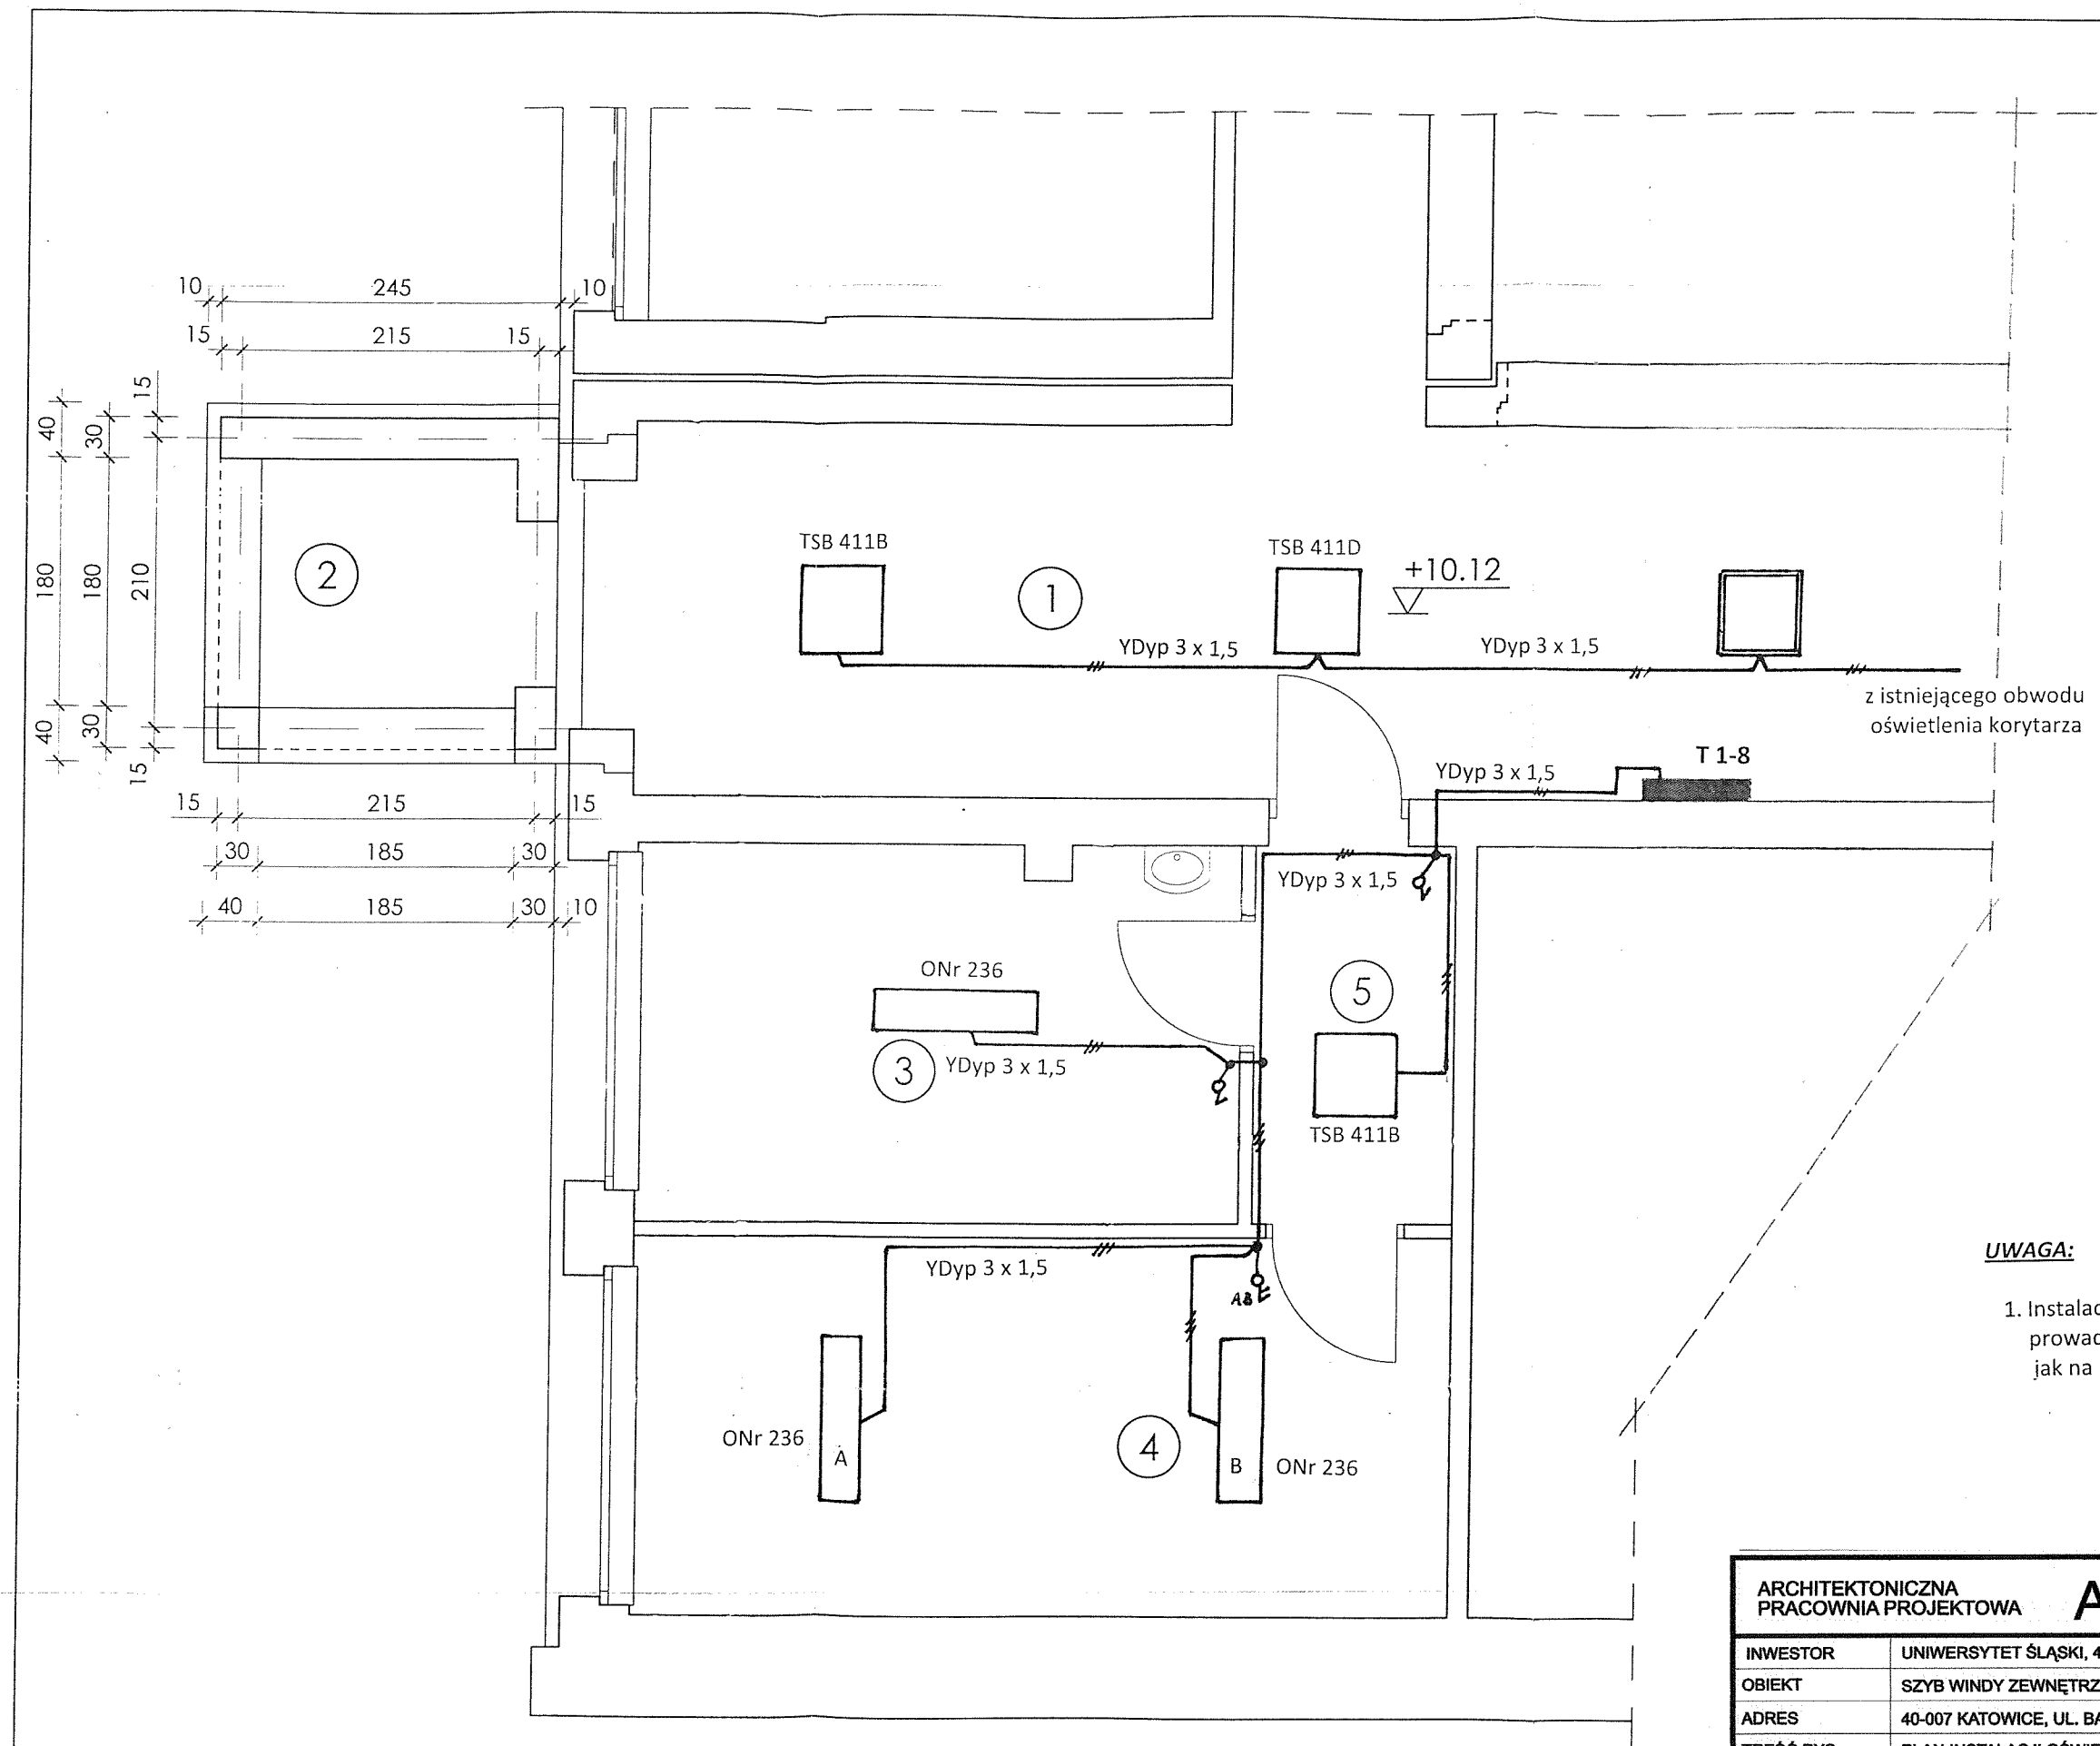 10
245
10
15
215
15
15
40
30
180
180
210
40
30
15
15
215
15
30
185
30
40
185
30
10
2
TSB 411B
1
TSB 411D
+10.12
YDyp 3 x 1,5
YDyp 3 x 1,5
z istniejącego obwodu
oświetlenia korytarza
T 1-8
YDyp 3 x 1,5
YDyp 3 x 1,5
ONr 236
3
YDyp 3 x 1,5
5
TSB 411B
YDyp 3 x 1,5
AB
ONr 236
A
4
B
ONr 236
UWAGA:
1. Instalac
prowad
jak na
ARCHITEKTONICZNA
PRACOWNIA PROJEKTOWA
A
INWESTOR
UNIWERSYTET ŚLĄSKI, 4
OBIEKT
SZYB WINDY ZEWNĘTRZ
ADRES
40-007 KATOWICE, UL. BA